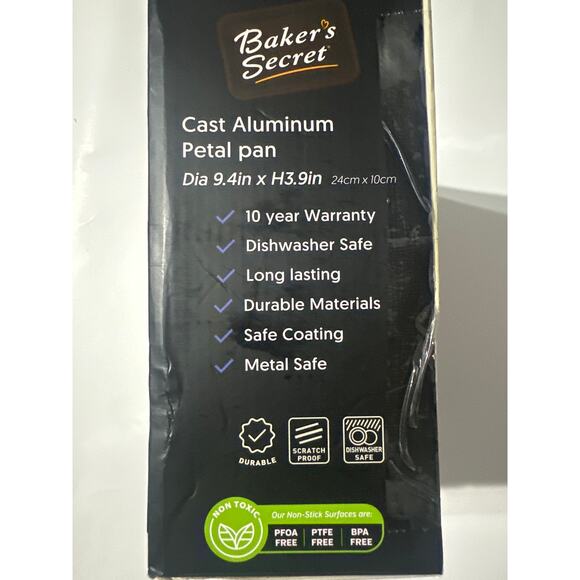 Baker's
Secret
Cast Aluminum
Petal pan
Dia 9.4in x H3.9in 24cm x 10cm
10 year Warranty
Dishwasher Safe
Long lasting
Durable Materials
Safe Coating
Metal Safe
DURABLE
SCRATCH
PROOF
DISHWASHER
SAFE
NON TOXIC
Our Non-Stick Surfaces are:
PFOA FREE | PTFE FREE | BPA FREE